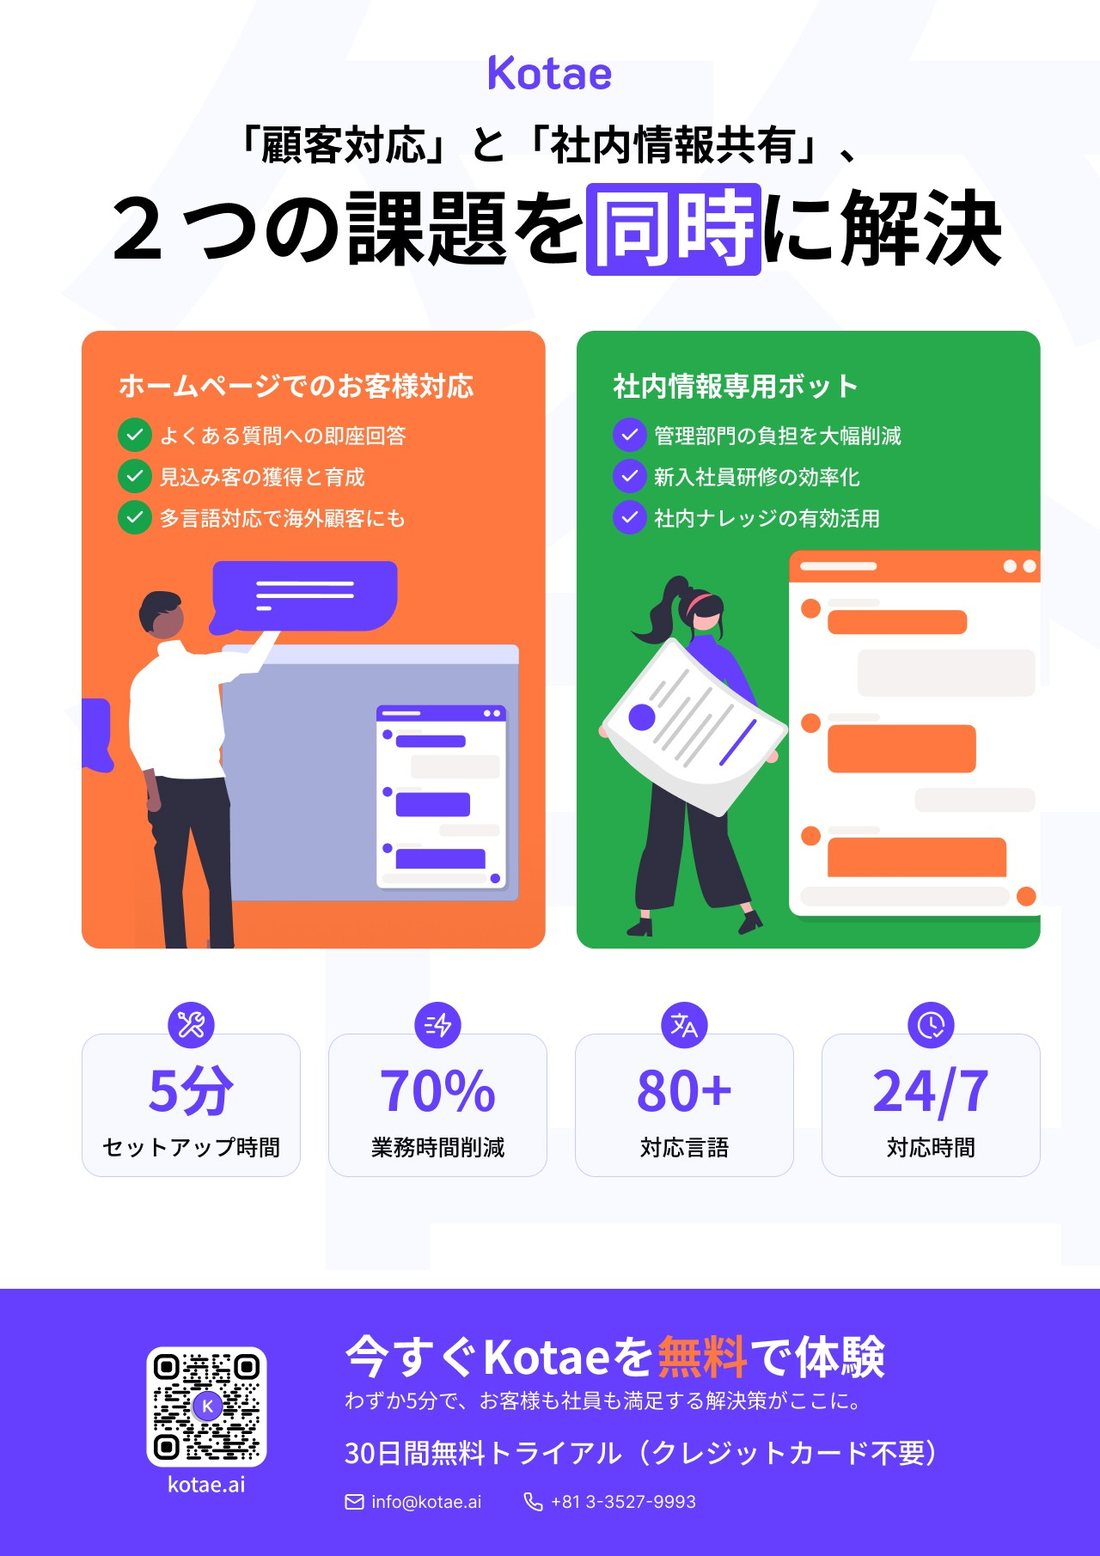 Kotae
「顧客対応」と「社内情報共有」、
２つの課題を同時に解決
ホームページでのお客様対応
よくある質問への即座回答
見込み客の獲得と育成
多言語対応で海外顧客にも
社内情報専用ボット
管理部門の負担を大幅削減
新入社員研修の効率化
社内ナレッジの有効活用
5分
セットアップ時間
70%
業務時間削減
文A
80+
対応言語
24/7
対応時間
K
kotae.ai
今すぐKotaeを無料で体験
わずか5分で、お客様も社員も満足する解決策がここに。
30日間無料トライアル（クレジットカード不要）
info@kotae.ai
+81 3-3527-9993